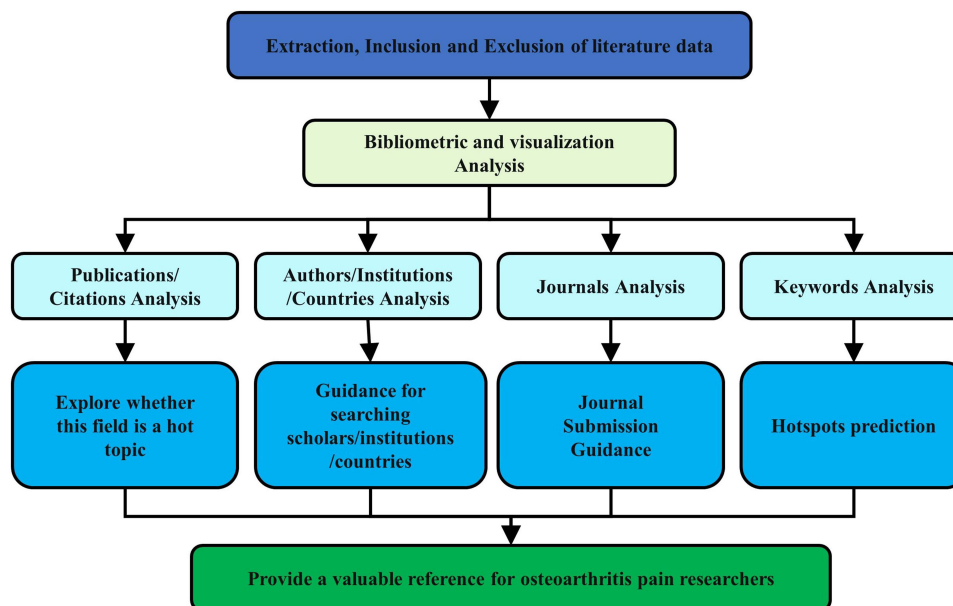 Extraction, Inclusion and Exclusion of literature data
Bibliometric and visualization
Analysis
Publications/
Citations Analysis
Authors/Institutions
/Countries Analysis
Journals Analysis
Keywords Analysis
Explore whether
this field is a hot
topic
Guidance for
searching
scholars/institutions
/countries
Journal
Submission
Guidance
Hotspots prediction
Provide a valuable reference for osteoarthritis pain researchers